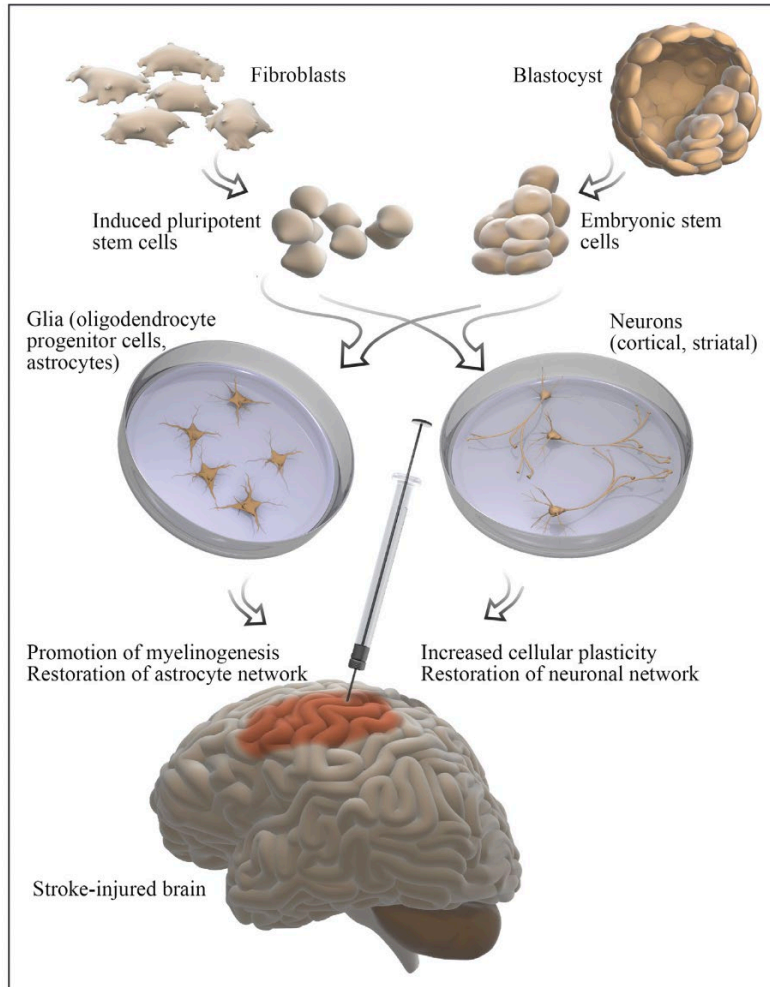 Fibroblasts
Blastocyst
Induced pluripotent
stem cells
Embryonic stem
cells
Glia (oligodendrocyte
progenitor cells,
astrocytes)
Neurons
(cortical, striatal)
Promotion of myelinogenesis
Restoration of astrocyte network
Increased cellular plasticity
Restoration of neuronal network
Stroke-injured brain